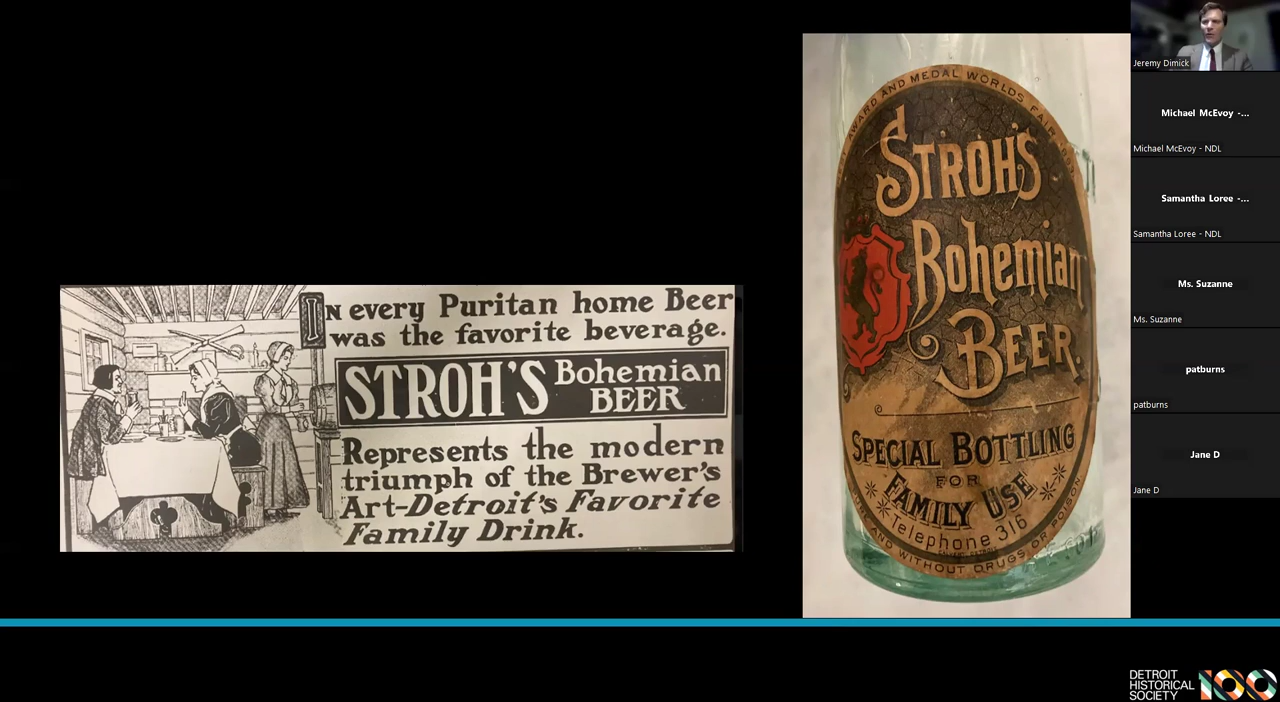 In every Puritan home Beer
was the favorite beverage.
STROH'S Bohemian
BEER
Represents the modern
triumph of the Brewer's
Art-Detroit's Favorite
Family Drink.
AWARD AND MEDAL WORLDS FAIR
STROH'S
Bohemian
BEER.
SPECIAL BOTTLING
FOR
FAMILY USE
Telephone 316
AND WITHOUT DRUGS OR POISON
Jeremy Dimick
Michael McEvoy -...
Michael McEvoy - NDL
Samantha Loree -...
Samantha Loree - NDL
Ms. Suzanne
Ms. Suzanne
patburns
patburns
Jane D
Jane D
DETROIT
HISTORICAL
SOCIETY
100